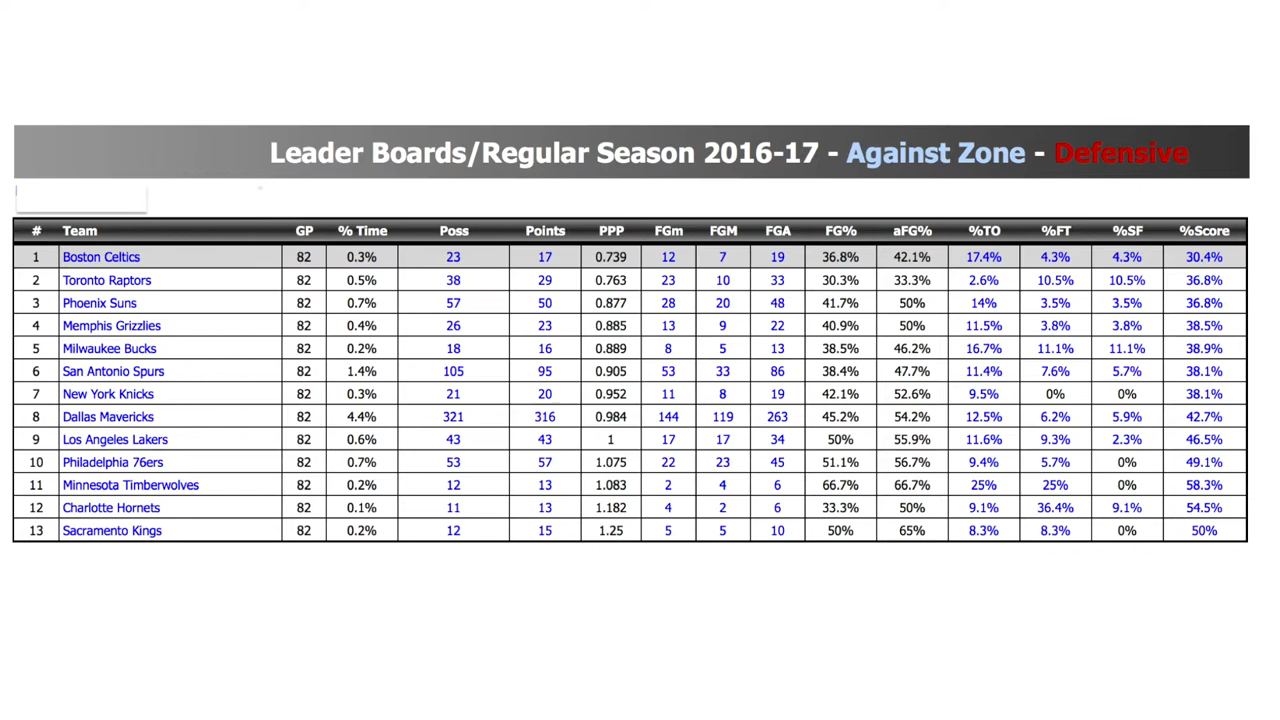 Leader Boards/Regular Season 2016-17 - Against Zone - Defensive
# Team GP % Time Poss Points PPP FGm FGM FGA FG% aFG% %TO %FT %SF %Score
1 Boston Celtics 82 0.3% 23 17 0.739 12 7 19 36.8% 42.1% 17.4% 4.3% 4.3% 30.4%
2 Toronto Raptors 82 0.5% 38 29 0.763 23 10 33 30.3% 33.3% 2.6% 10.5% 10.5% 36.8%
3 Phoenix Suns 82 0.7% 57 50 0.877 28 20 48 41.7% 50% 14% 3.5% 3.5% 36.8%
4 Memphis Grizzlies 82 0.4% 26 23 0.885 13 9 22 40.9% 50% 11.5% 3.8% 3.8% 38.5%
5 Milwaukee Bucks 82 0.2% 18 16 0.889 8 5 13 38.5% 46.2% 16.7% 11.1% 11.1% 38.9%
6 San Antonio Spurs 82 1.4% 105 95 0.905 53 33 86 38.4% 47.7% 11.4% 7.6% 5.7% 38.1%
7 New York Knicks 82 0.3% 21 20 0.952 11 8 19 42.1% 52.6% 9.5% 0% 0% 38.1%
8 Dallas Mavericks 82 4.4% 321 316 0.984 144 119 263 45.2% 54.2% 12.5% 6.2% 5.9% 42.7%
9 Los Angeles Lakers 82 0.6% 43 43 1 17 17 34 50% 55.9% 11.6% 9.3% 2.3% 46.5%
10 Philadelphia 76ers 82 0.7% 53 57 1.075 22 23 45 51.1% 56.7% 9.4% 5.7% 0% 49.1%
11 Minnesota Timberwolves 82 0.2% 12 13 1.083 2 4 6 66.7% 66.7% 25% 25% 0% 58.3%
12 Charlotte Hornets 82 0.1% 11 13 1.182 4 2 6 33.3% 50% 9.1% 36.4% 9.1% 54.5%
13 Sacramento Kings 82 0.2% 12 15 1.25 5 5 10 50% 65% 8.3% 8.3% 0% 50%